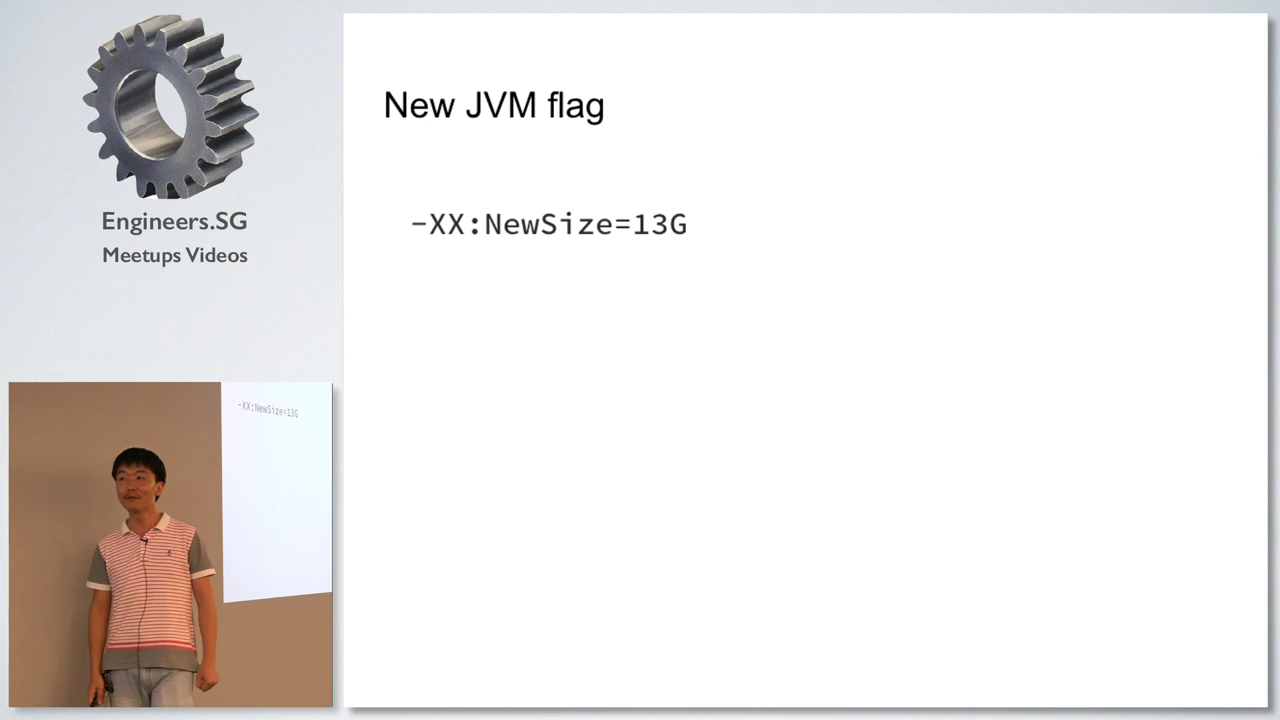 Engineers.SG
Meetups Videos
New JVM flag
-XX:NewSize=13G
-XX:NewSize=13G